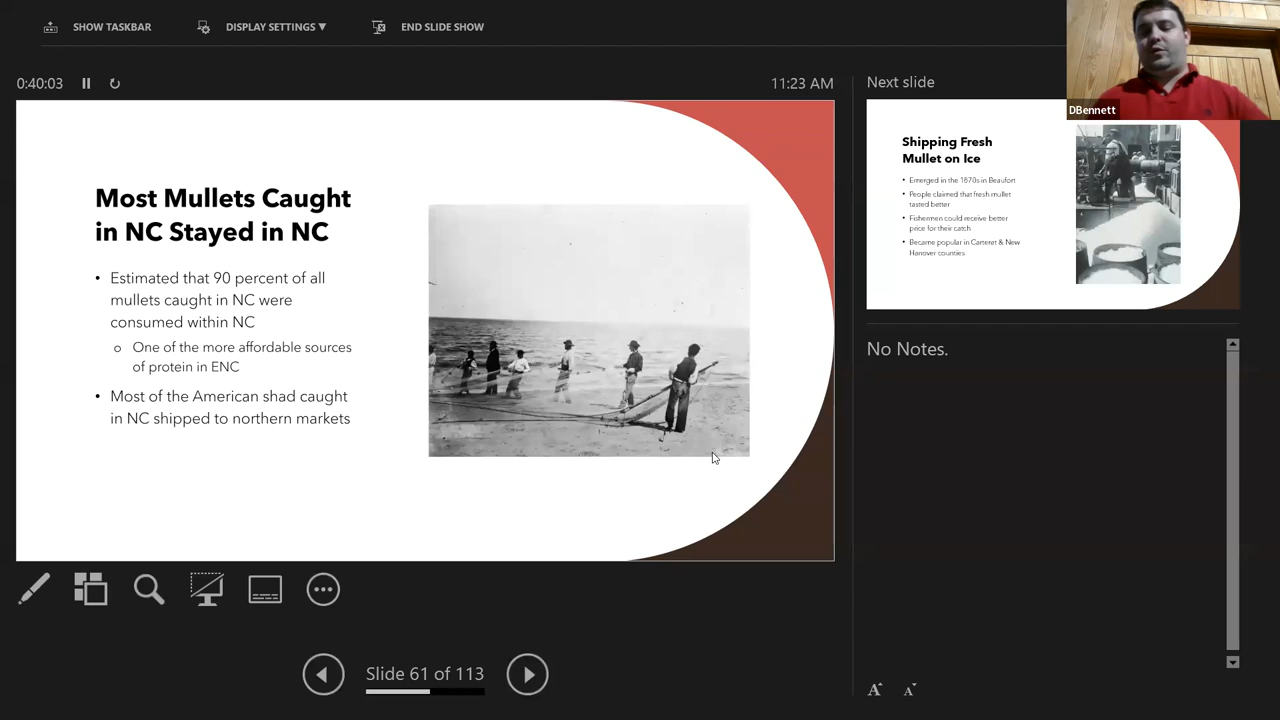 SHOW TASKBAR
DISPLAY SETTINGS ▼
END SLIDE SHOW
0:40:03
11:23 AM
Most Mullets Caught
in NC Stayed in NC
• Estimated that 90 percent of all
mullets caught in NC were
consumed within NC
o One of the more affordable sources
of protein in ENC
• Most of the American shad caught
in NC shipped to northern markets
Slide 61 of 113
Next slide
DBennett
Shipping Fresh
Mullet on Ice
• Emerged in the 1870s in Beaufort
• People claimed that fresh mullet
tasted better
• Fishermen could receive better
price for their catch
• Became popular in Carteret & New
Hanover counties
No Notes.
A A